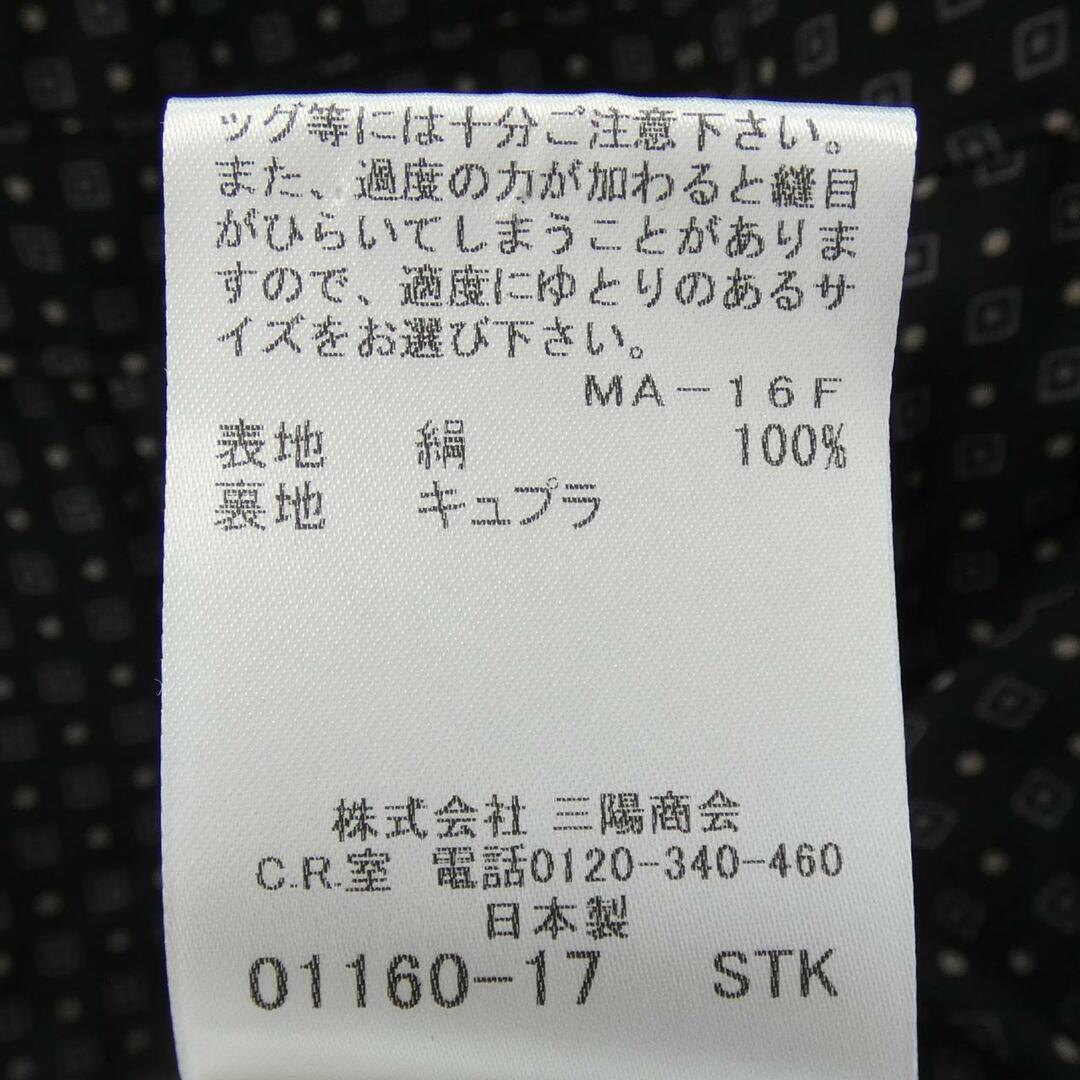 ッグ等には十分ご注意下さい。
また、過度の力が加わると縫目
がひらいてしまうことがありま
すので、適度にゆとりのあるサ
イズをお選び下さい。
MA－16F
表地 絹 100%
裏地 キュプラ
株式会社 三陽商会
C.R.室 電話0120-340-460
日本製
01160-17 STK